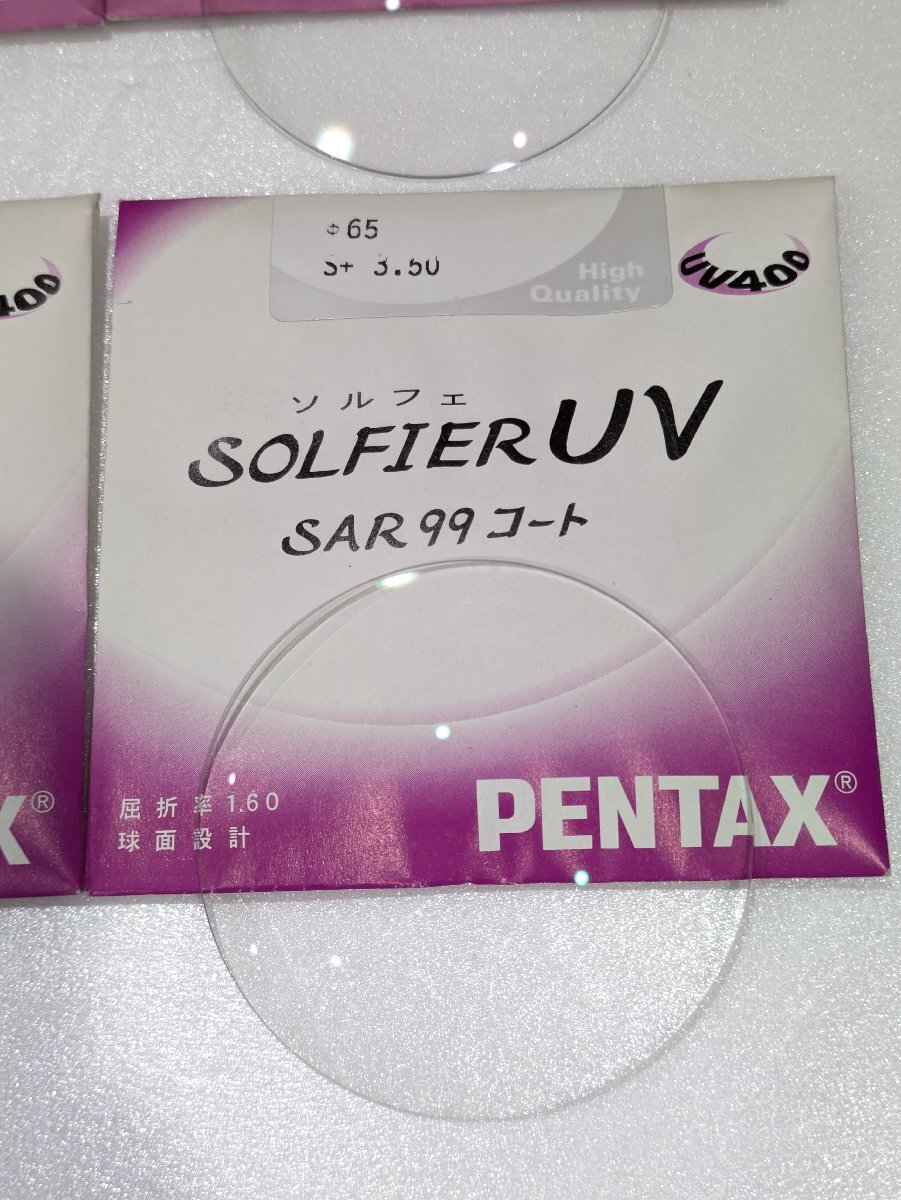 Φ65
S+ 3.50
High
Quality
UV400
400
ソルフェ
SOLFIER UV
SAR 99 コート
屈折率 1.60
球面設計
PENTAX®
X®